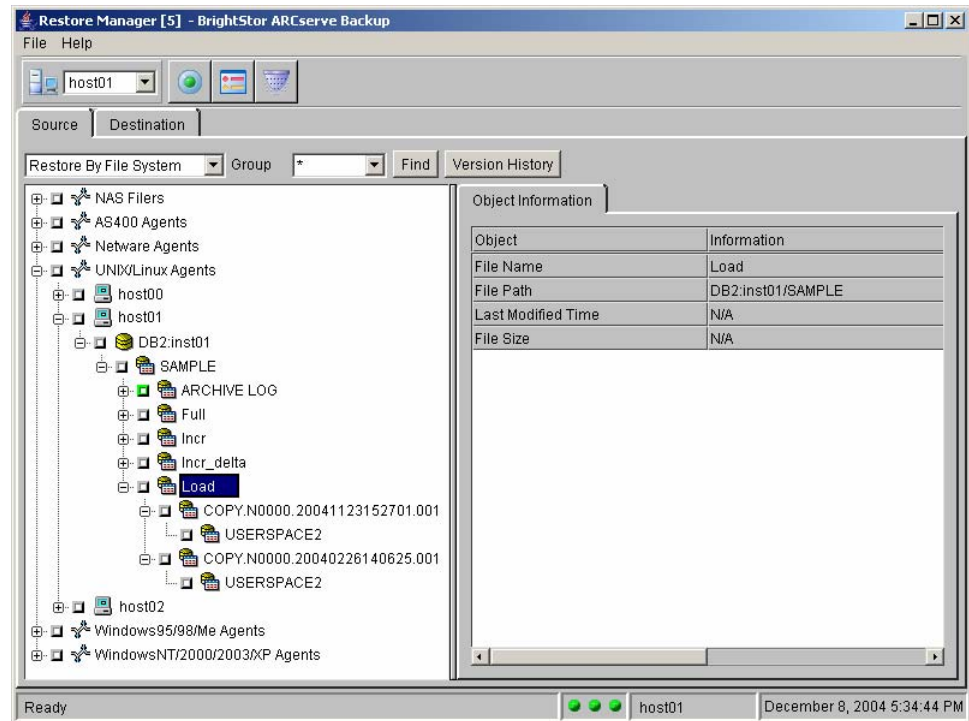 Restore Manager [5] - BrightStor ARCserve Backup
File Help
host01
Source Destination
Restore By File System Group * Find Version History
NAS Filers
AS400 Agents
Netware Agents
UNIX/Linux Agents
host00
host01
DB2:inst01
SAMPLE
ARCHIVE LOG
Full
Incr
Incr_delta
Load
COPY.N0000.20041123152701.001
USERSPACE2
COPY.N0000.20040226140625.001
USERSPACE2
host02
Windows95/98/Me Agents
WindowsNT/2000/2003/XP Agents
Object Information
Object Information
File Name Load
File Path DB2:inst01/SAMPLE
Last Modified Time N/A
File Size N/A
Ready host01 December 8, 2004 5:34:44 PM